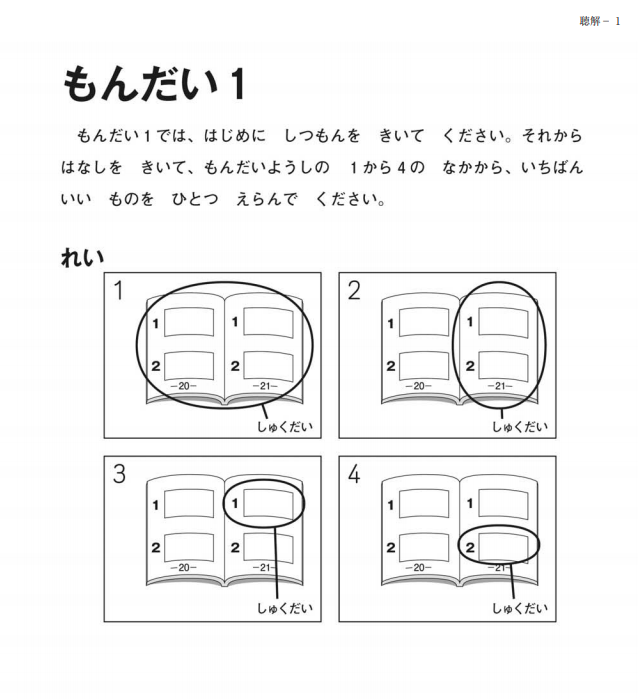 聴解－ 1
もんだい1
もんだい1では、はじめに　しつもんを　きいて　ください。それから
はなしを　きいて、もんだいようしの　1から4の　なかから、いちばん
いい　ものを　ひとつ　えらんで　ください。
れい
1
1
1
2
2
－20－
－21－
しゅくだい
2
1
1
2
2
－20－
－21－
しゅくだい
3
1
1
2
2
－20－
－21－
しゅくだい
4
1
1
2
2
－20－
－21－
しゅくだい